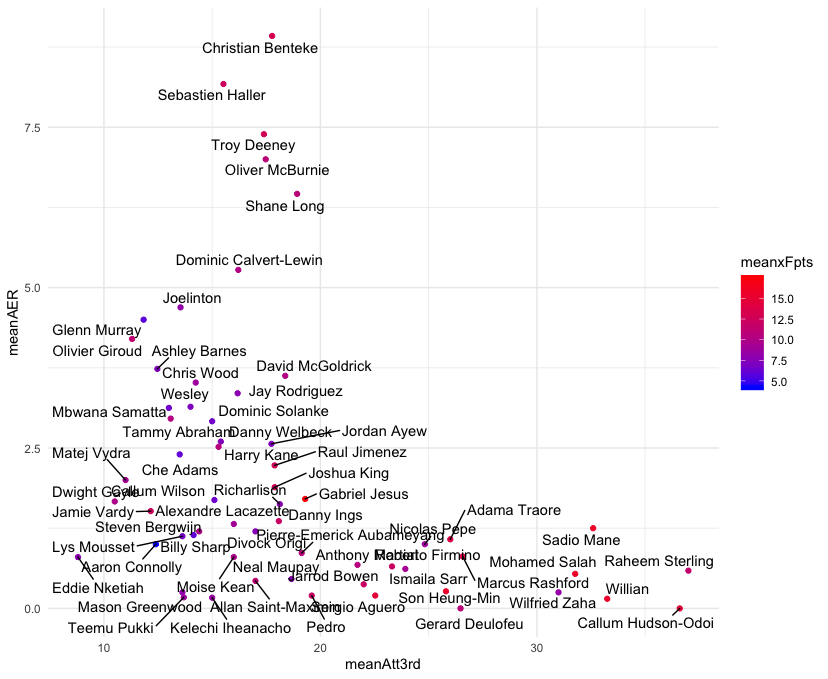 Christian Benteke
Sebastien Haller
7.5
Troy Deeney
Oliver McBurnie
Shane Long
Dominic Calvert-Lewin
meanxFpts
15.0
12.5
10.0
7.5
5.0
5.0
Joelinton
meanAER
Glenn Murray
Olivier Giroud
Ashley Barnes
David McGoldrick
Chris Wood
Wesley
Jay Rodriguez
Mbwana Samatta
Dominic Solanke
Tammy Abraham
Danny Welbeck
Jordan Ayew
2.5
Matej Vydra
Harry Kane
Raul Jimenez
Che Adams
Joshua King
Dwight Gayle
Callum Wilson
Richarlison
Gabriel Jesus
Jamie Vardy
Alexandre Lacazette
Danny Ings
Adama Traore
Steven Bergwijn
Nicolas Pepe
Pierre-Emerick Aubameyang
Sadio Mane
Lys Mousset
Billy Sharp
Divock Origi
Anthony Martial
Roberto Firmino
Mohamed Salah
Raheem Sterling
Aaron Connolly
Neal Maupay
Jarrod Bowen
Ismaila Sarr
Marcus Rashford
Eddie Nketiah
Moise Kean
Son Heung-Min
Willian
Wilfried Zaha
0.0
Mason Greenwood
Allan Saint-Maximin
Sergio Aguero
Teemu Pukki
Kelechi Iheanacho
Pedro
Gerard Deulofeu
Callum Hudson-Odoi
10
20
30
meanAtt3rd